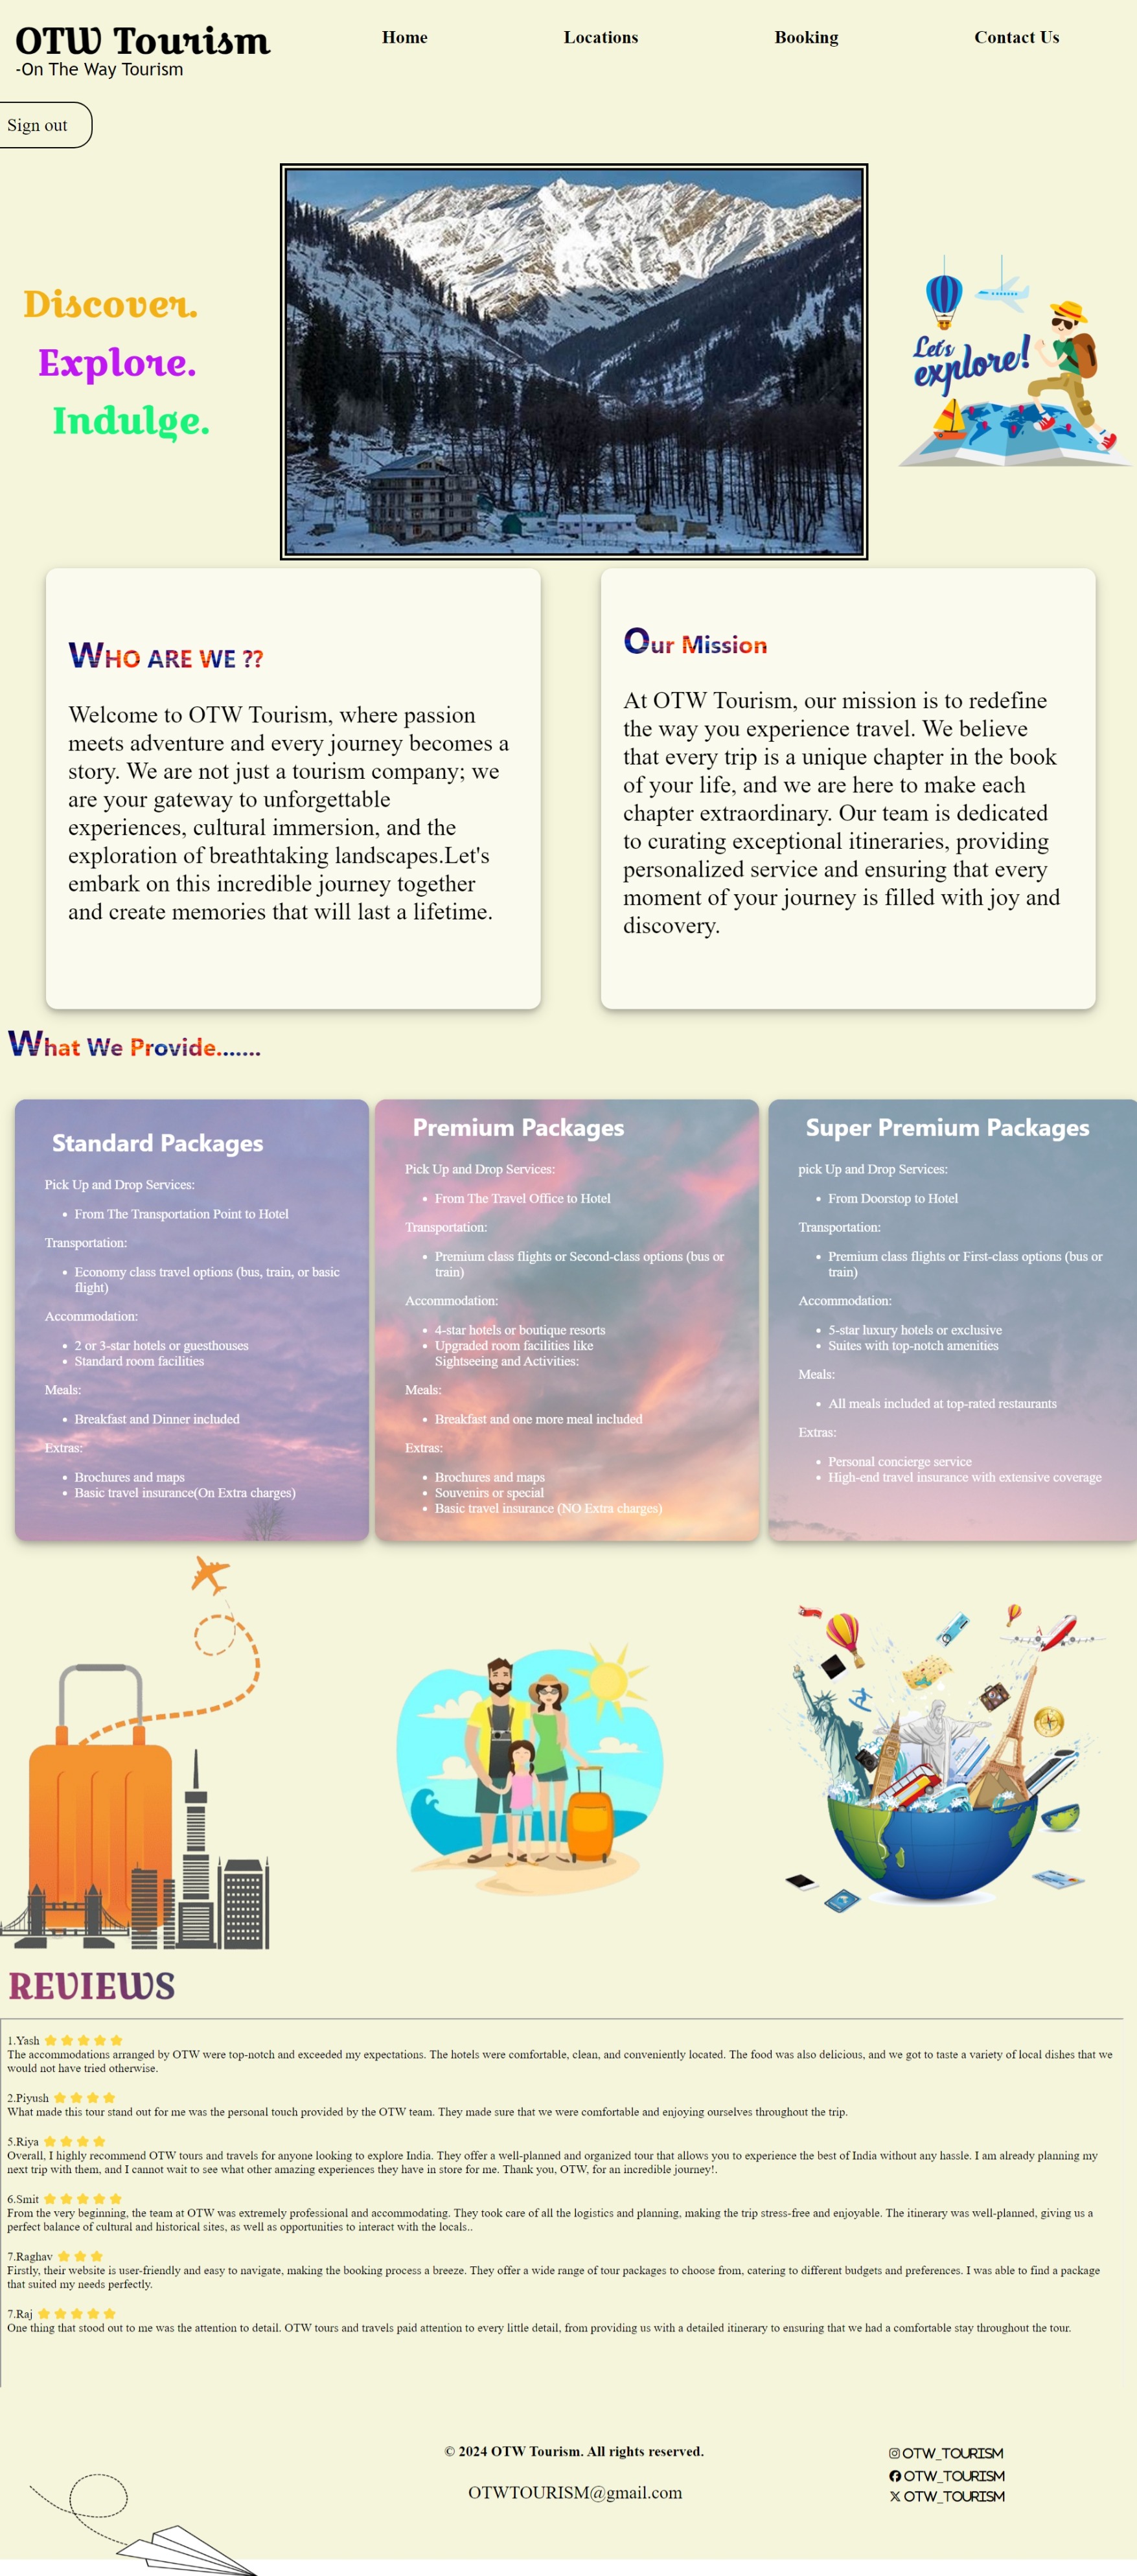 OTW Tourism
-On The Way Tourism
Home
Locations
Booking
Contact Us
Sign out
Discover.
Explore.
Indulge.
Let's
explore!
WHO ARE WE ??
Welcome to OTW Tourism, where passion
meets adventure and every journey becomes a
story. We are not just a tourism company; we
are your gateway to unforgettable
experiences, cultural immersion, and the
exploration of breathtaking landscapes.Let's
embark on this incredible journey together
and create memories that will last a lifetime.
Our Mission
At OTW Tourism, our mission is to redefine
the way you experience travel. We believe
that every trip is a unique chapter in the book
of your life, and we are here to make each
chapter extraordinary. Our team is dedicated
to curating exceptional itineraries, providing
personalized service and ensuring that every
moment of your journey is filled with joy and
discovery.
What We Provide.......
Standard Packages
Pick Up and Drop Services:
• From The Transportation Point to Hotel
Transportation:
• Economy class travel options (bus, train, or basic
flight)
Accommodation:
• 2 or 3-star hotels or guesthouses
• Standard room facilities
Meals:
• Breakfast and Dinner included
Extras:
• Brochures and maps
• Basic travel insurance(On Extra charges)
Premium Packages
Pick Up and Drop Services:
• From The Travel Office to Hotel
Transportation:
• Premium class flights or Second-class options (bus or
train)
Accommodation:
• 4-star hotels or boutique resorts
• Upgraded room facilities like
Sightseeing and Activities:
Meals:
• Breakfast and one more meal included
Extras:
• Brochures and maps
• Souvenirs or special
• Basic travel insurance (NO Extra charges)
Super Premium Packages
pick Up and Drop Services:
• From Doorstop to Hotel
Transportation:
• Premium class flights or First-class options (bus or
train)
Accommodation:
• 5-star luxury hotels or exclusive
• Suites with top-notch amenities
Meals:
• All meals included at top-rated restaurants
Extras:
• Personal concierge service
• High-end travel insurance with extensive coverage
REVIEWS
1.Yash
The accommodations arranged by OTW were top-notch and exceeded my expectations. The hotels were comfortable, clean, and conveniently located. The food was also delicious, and we got to taste a variety of local dishes that we
would not have tried otherwise.
2.Piyush
What made this tour stand out for me was the personal touch provided by the OTW team. They made sure that we were comfortable and enjoying ourselves throughout the trip.
5.Riya
Overall, I highly recommend OTW tours and travels for anyone looking to explore India. They offer a well-planned and organized tour that allows you to experience the best of India without any hassle. I am already planning my
next trip with them, and I cannot wait to see what other amazing experiences they have in store for me. Thank you, OTW, for an incredible journey!.
6.Smit
From the very beginning, the team at OTW was extremely professional and accommodating. They took care of all the logistics and planning, making the trip stress-free and enjoyable. The itinerary was well-planned, giving us a
perfect balance of cultural and historical sites, as well as opportunities to interact with the locals..
7.Raghav
Firstly, their website is user-friendly and easy to navigate, making the booking process a breeze. They offer a wide range of tour packages to choose from, catering to different budgets and preferences. I was able to find a package
that suited my needs perfectly.
7.Raj
One thing that stood out to me was the attention to detail. OTW tours and travels paid attention to every little detail, from providing us with a detailed itinerary to ensuring that we had a comfortable stay throughout the tour.
© 2024 OTW Tourism. All rights reserved.
OTWTOURISM@gmail.com
OTW_TOURISM
OTW_TOURISM
OTW_TOURISM